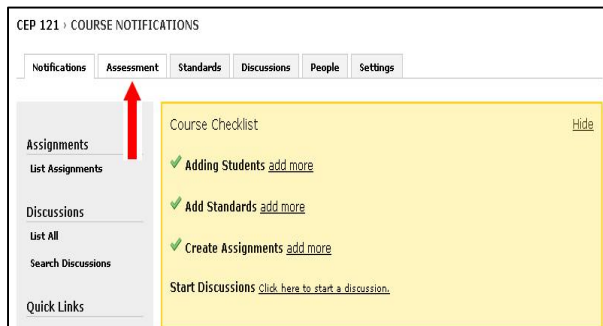 CEP 121 › COURSE NOTIFICATIONS
Notifications Assessment Standards Discussions People Settings
Assignments
List Assignments
Discussions
List All
Search Discussions
Quick Links
Course Checklist Hide
Adding Students add more
Add Standards add more
Create Assignments add more
Start Discussions Click here to start a discussion.